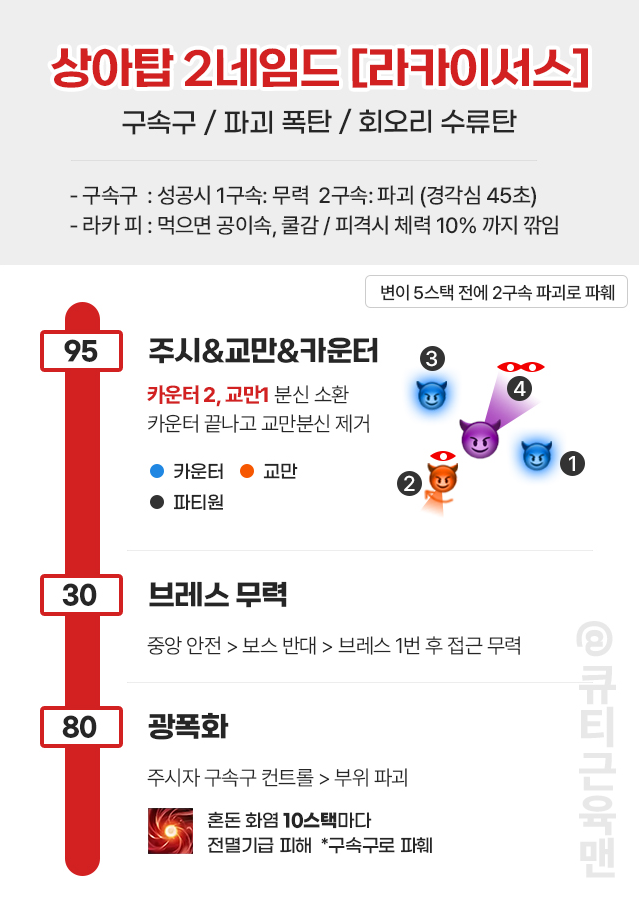 상아탑 2네임드 [라카이서스]
구속구 / 파괴 폭탄 / 회오리 수류탄
- 구속구 : 성공시 1구속: 무력 2구속: 파괴 (경각심 45초)
- 라카 피 : 먹으면 공이속, 쿨감 / 피격시 체력 10% 까지 깎임
변이 5스택 전에 2구속 파괴로 파훼
95
주시&교만&카운터
카운터 2, 교만1 분신 소환
카운터 끝나고 교만분신 제거
카운터 교만
파티원
3
4
1
2
30
브레스 무력
중앙 안전 > 보스 반대 > 브레스 1번 후 접근 무력
80
광폭화
주시자 구속구 컨트롤 > 부위 파괴
혼돈 화염 10스택마다
전멸기급 피해 *구속구로 파훼
@큐티근육맨